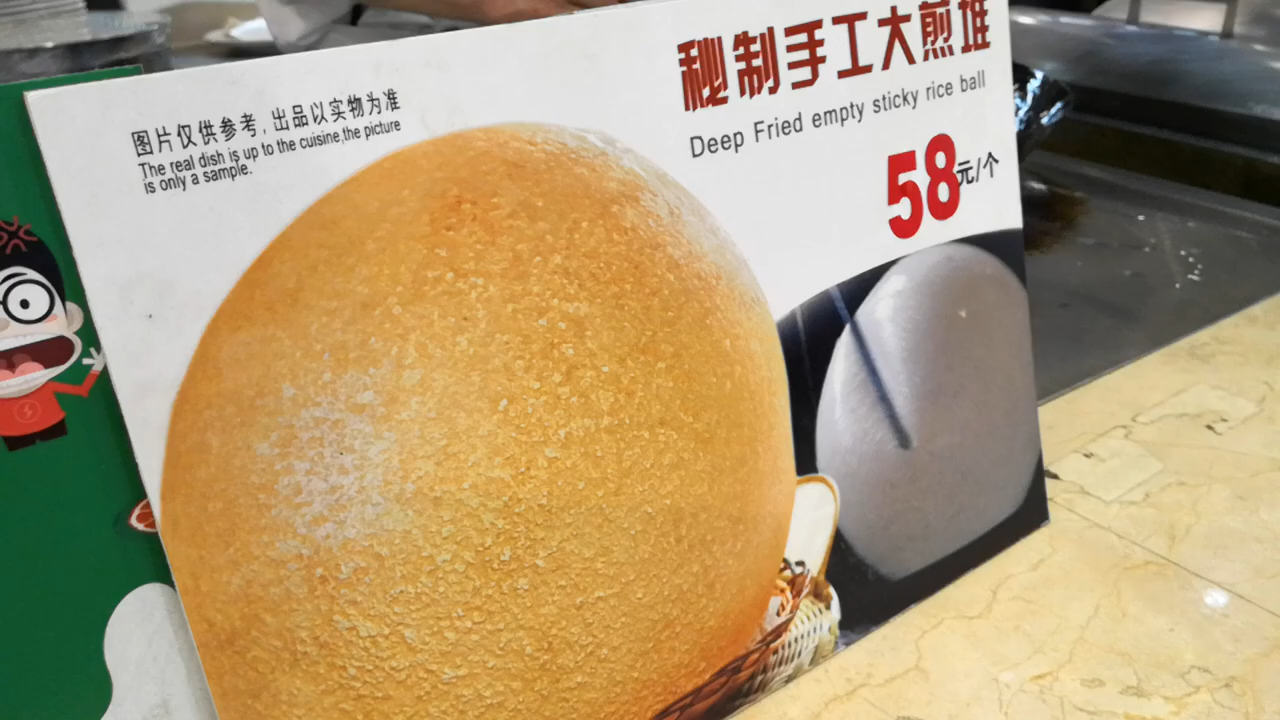 秘制手工大煎堆
Deep Fried empty sticky rice ball
58元/个
图片仅供参考,出品以实物为准
The real dish is up to the cuisine,the picture
is only a sample.